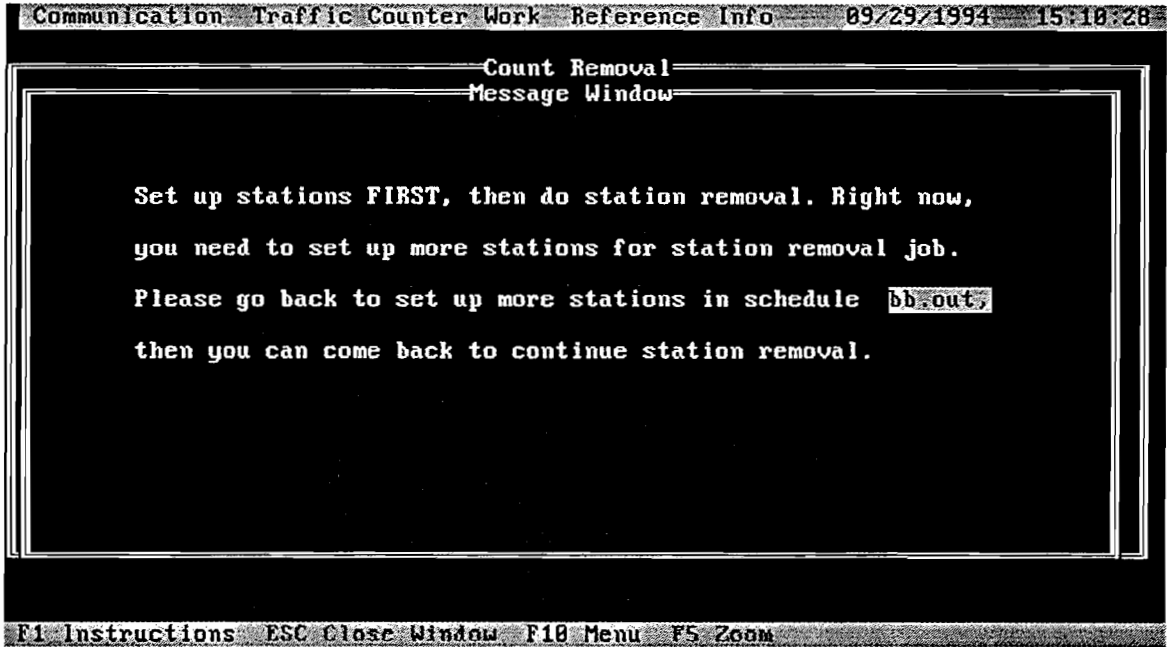 Communication Traffic Counter Work Reference Info 09/29/1994 15:10:28
Count Removal
Message Window
Set up stations FIRST, then do station removal. Right now,
you need to set up more stations for station removal job.
Please go back to set up more stations in schedule bb.out,
then you can come back to continue station removal.
F1 Instructions ESC Close Window F10 Menu F5 Zoom